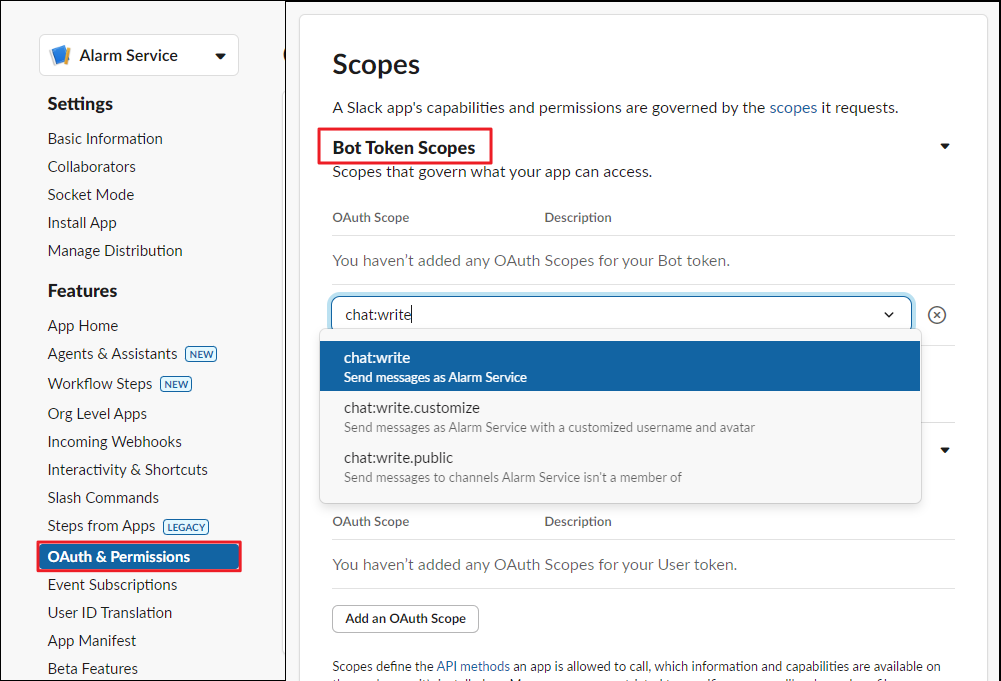 Alarm Service
Settings
Basic Information
Collaborators
Socket Mode
Install App
Manage Distribution
Features
App Home
Agents & Assistants NEW
Workflow Steps NEW
Org Level Apps
Incoming Webhooks
Interactivity & Shortcuts
Slash Commands
Steps from Apps LEGACY
OAuth & Permissions
Event Subscriptions
User ID Translation
App Manifest
Beta Features
Scopes
A Slack app's capabilities and permissions are governed by the scopes it requests.
Bot Token Scopes
Scopes that govern what your app can access.
OAuth Scope Description
You haven't added any OAuth Scopes for your Bot token.
chat:write
chat:write
Send messages as Alarm Service
chat:write.customize
Send messages as Alarm Service with a customized username and avatar
chat:write.public
Send messages to channels Alarm Service isn't a member of
OAuth Scope Description
You haven't added any OAuth Scopes for your User token.
Add an OAuth Scope
Scopes define the API methods an app is allowed to call, which information and capabilities are available on